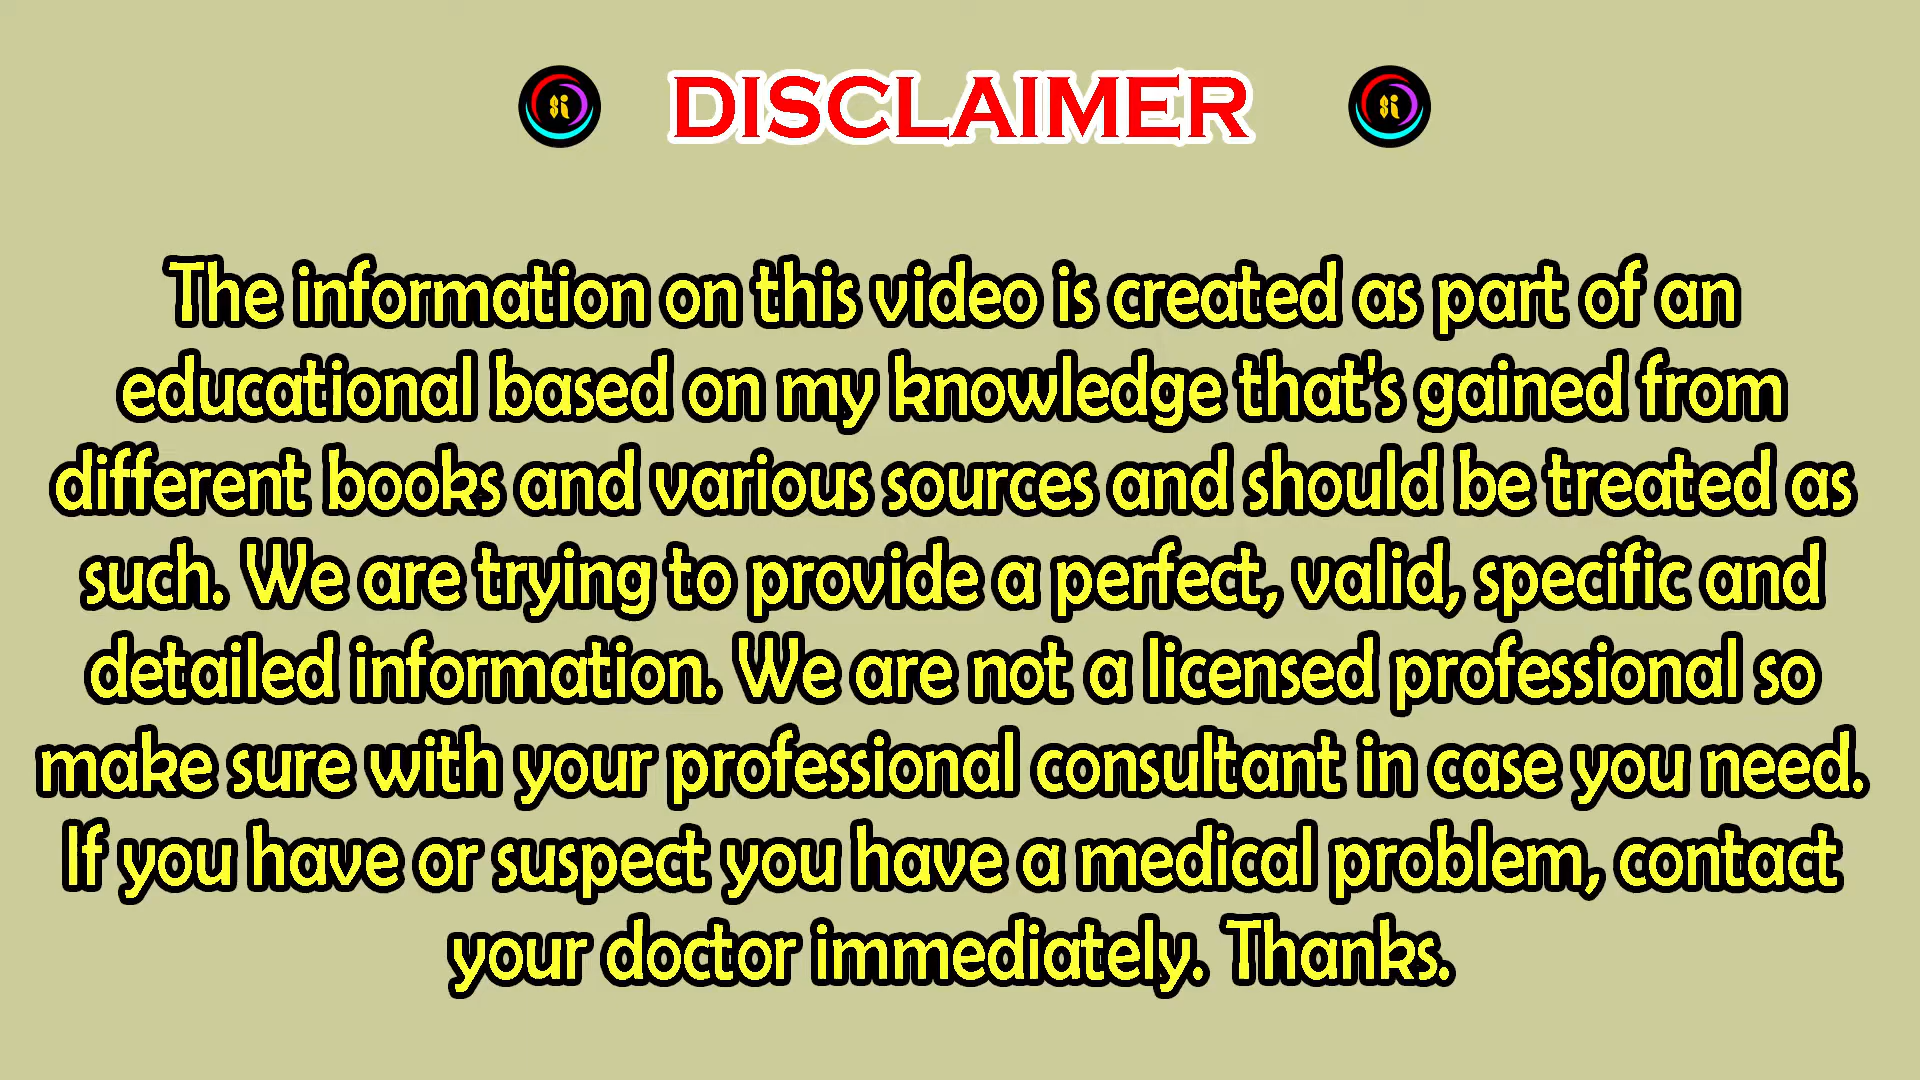 DISCLAIMER
The information on this video is created as part of an
educational based on my knowledge that's gained from
different books and various sources and should be treated as
such. We are trying to provide a perfect, valid, specific and
detailed information. We are not a licensed professional so
make sure with your professional consultant in case you need.
If you have or suspect you have a medical problem, contact
your doctor immediately. Thanks.